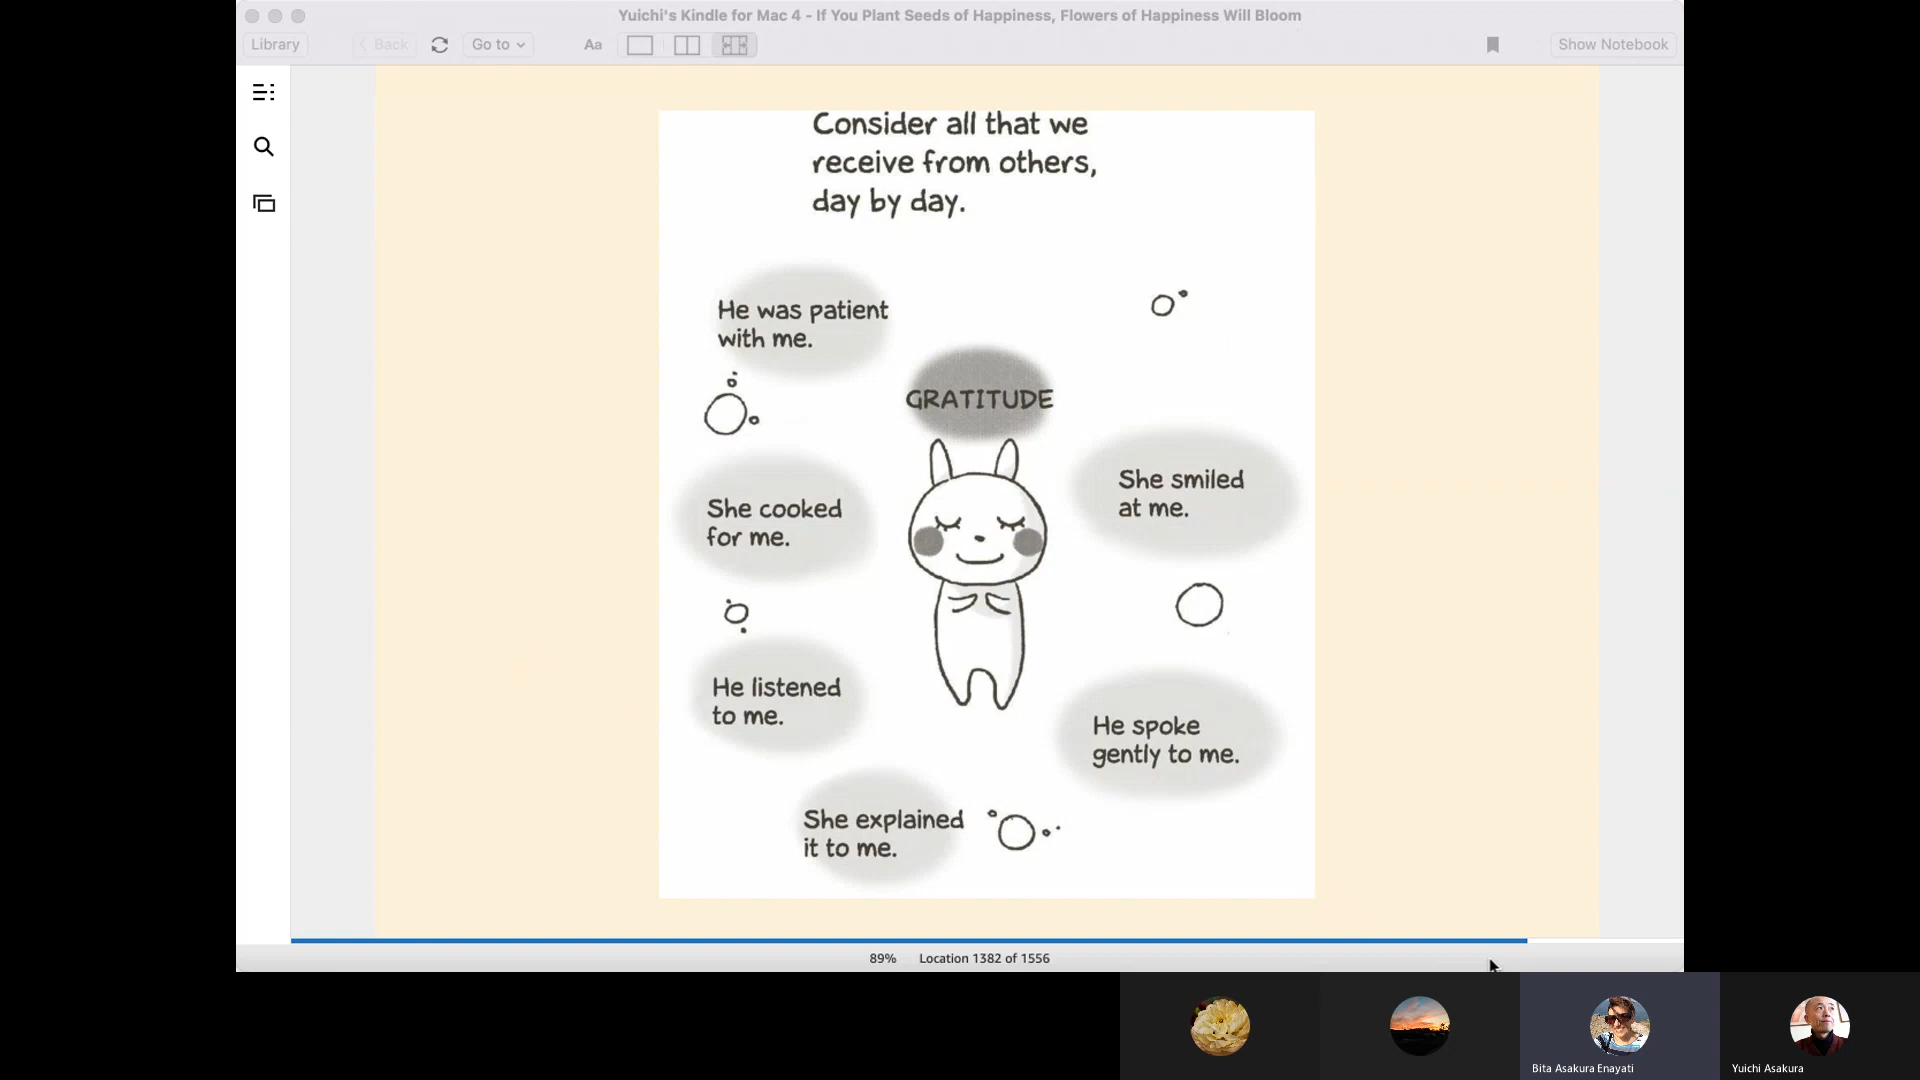 Yuichi's Kindle for Mac 4 - If You Plant Seeds of Happiness, Flowers of Happiness Will Bloom
Library
Back
Go to
Aa
Show Notebook
Consider all that we
receive from others,
day by day.
He was patient
with me.
GRATITUDE
She smiled
at me.
She cooked
for me.
He listened
to me.
He spoke
gently to me.
She explained
it to me.
89% Location 1382 of 1556
Bita Asakura Enayati
Yuichi Asakura